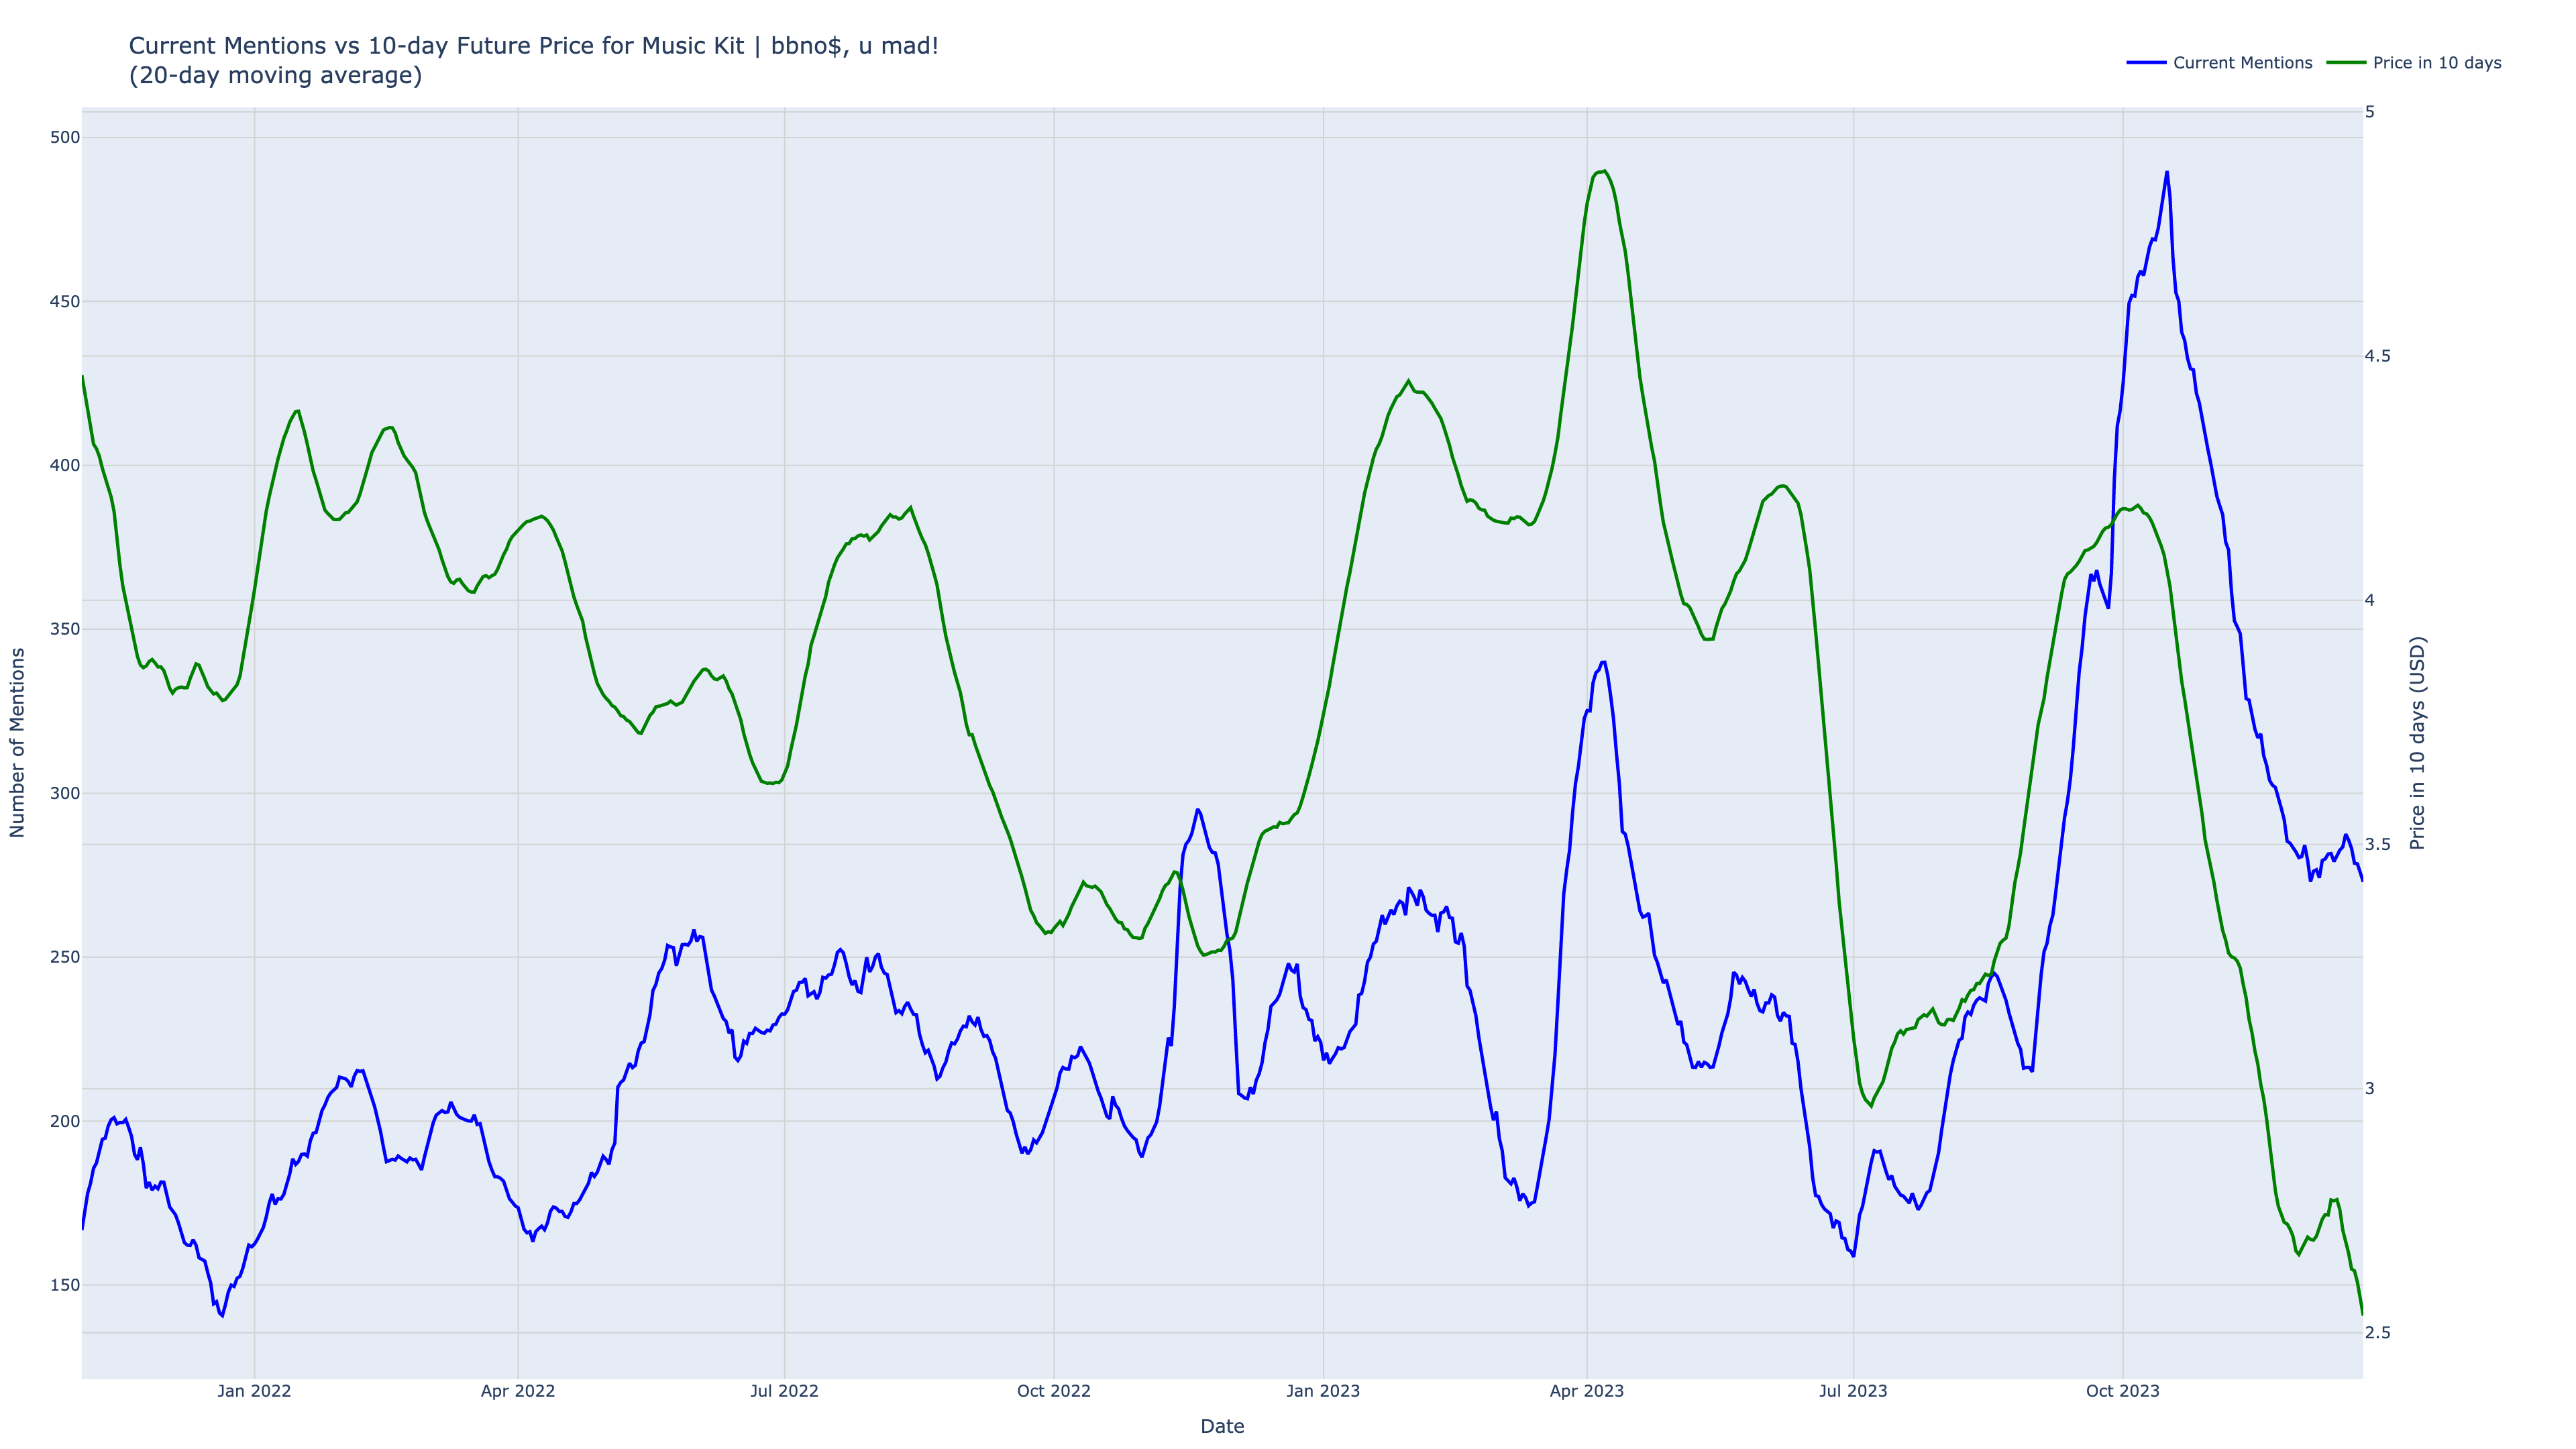 Current Mentions vs 10-day Future Price for Music Kit | bbno$, u mad!
(20-day moving average)
Current Mentions
Price in 10 days
500
450
400
350
300
250
200
150
Number of Mentions
5
4.5
4
3.5
3
2.5
Price in 10 days (USD)
Jan 2022
Apr 2022
Jul 2022
Oct 2022
Jan 2023
Apr 2023
Jul 2023
Oct 2023
Date